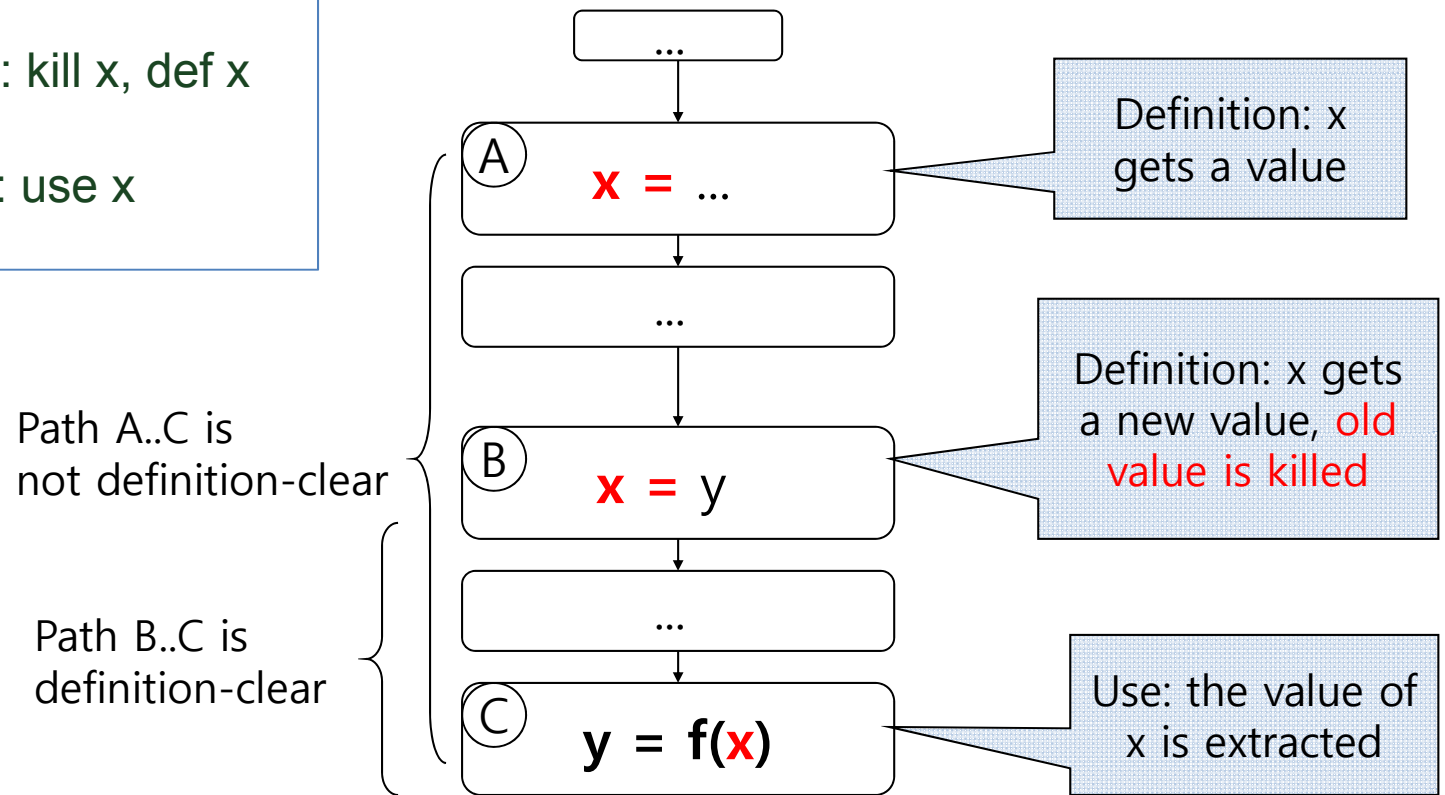 : kill x, def x
: use x
...
A
x = ...
Definition: x
gets a value
...
Path A..C is
not definition-clear
B
x = y
Definition: x gets
a new value, old
value is killed
...
Path B..C is
definition-clear
C
y = f(x)
Use: the value of
x is extracted